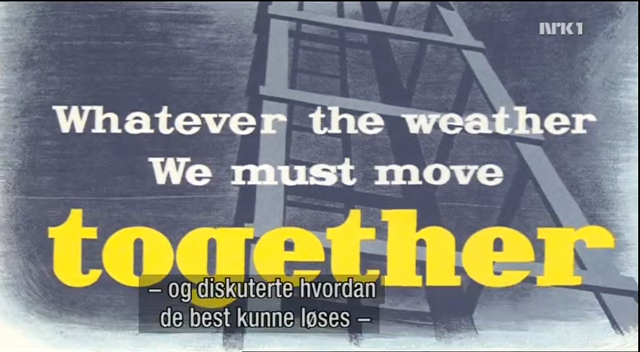 NRK1
Whatever the weather
We must move
together
– og diskuterte hvordan
de best kunne løses –